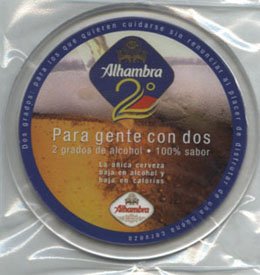 Dos grados: para los que quieren cuidarse sin renunciar al placer de disfrutar de una buena cerveza
Alhambra
2º
Para gente con dos
2 grados de alcohol • 100% sabor
La única cerveza
baja en alcohol y
baja en calorías
Alhambra